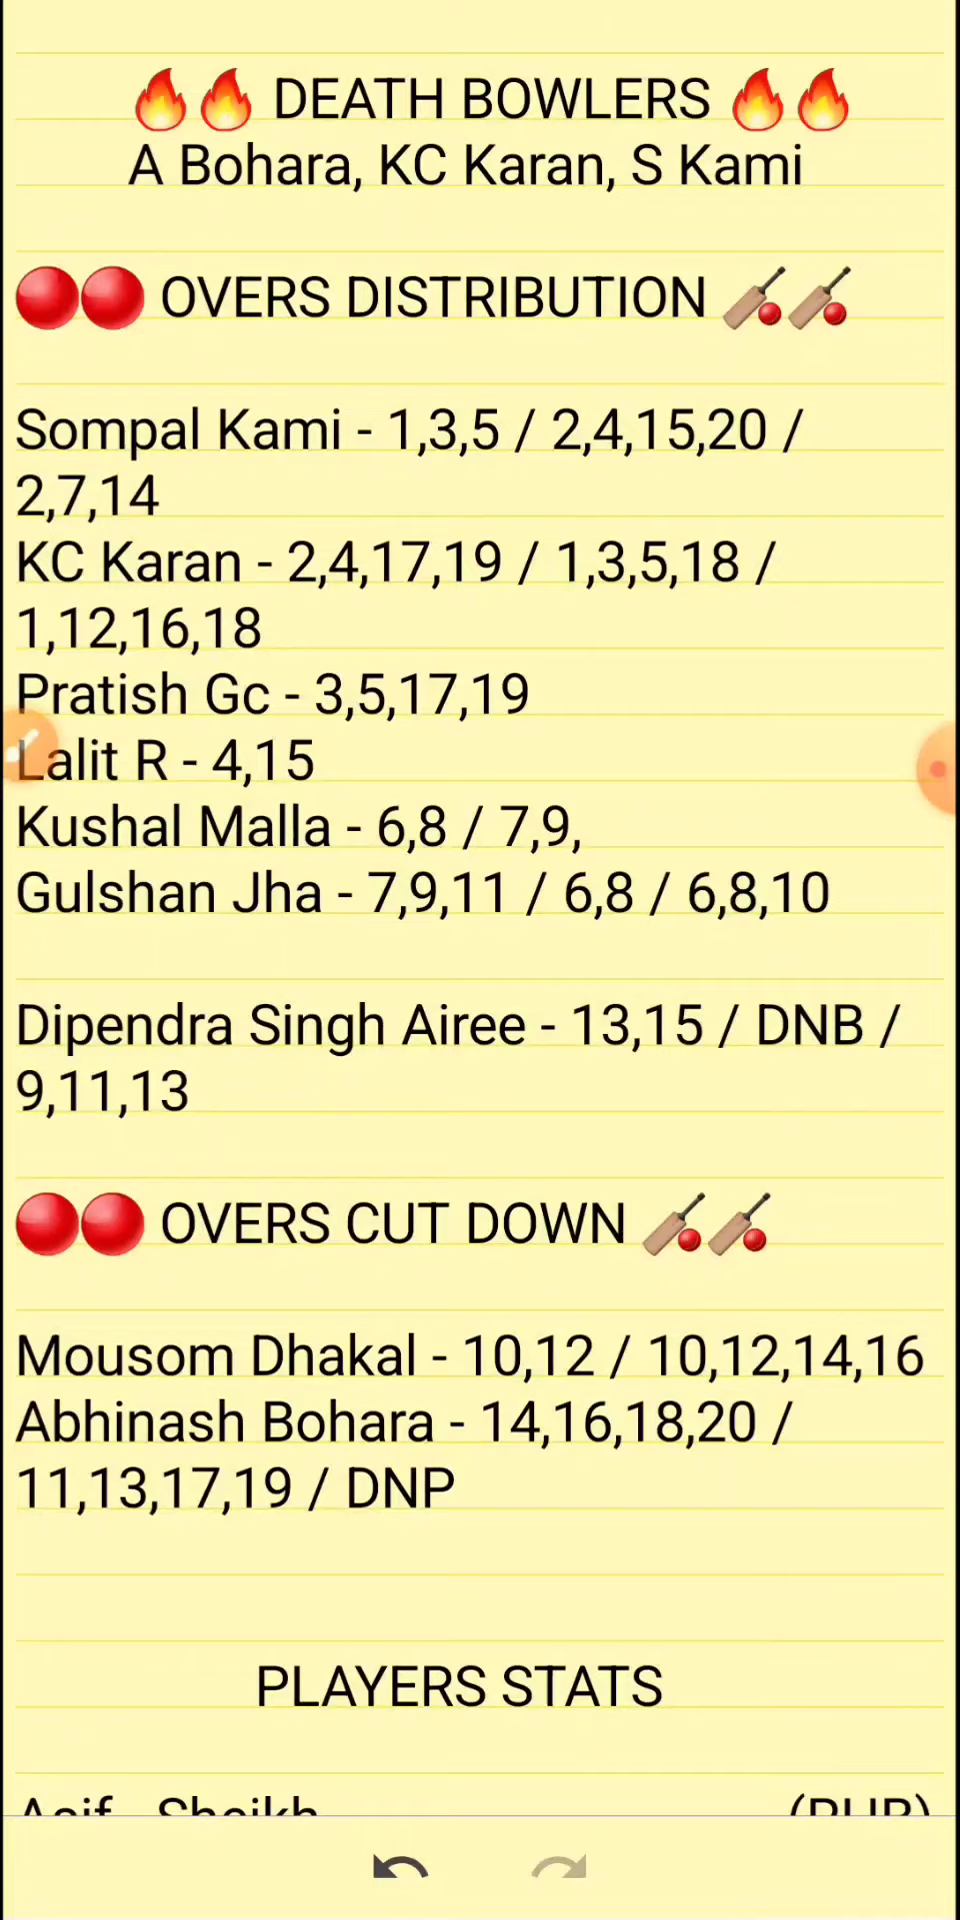 🔥🔥 DEATH BOWLERS 🔥🔥
A Bohara, KC Karan, S Kami
🔴🔴 OVERS DISTRIBUTION 🏏🏏
Sompal Kami - 1,3,5 / 2,4,15,20 /
2,7,14
KC Karan - 2,4,17,19 / 1,3,5,18 /
1,12,16,18
Pratish Gc - 3,5,17,19
Lalit R - 4,15
Kushal Malla - 6,8 / 7,9,
Gulshan Jha - 7,9,11 / 6,8 / 6,8,10
Dipendra Singh Airee - 13,15 / DNB /
9,11,13
🔴🔴 OVERS CUT DOWN 🏏🏏
Mousom Dhakal - 10,12 / 10,12,14,16
Abhinash Bohara - 14,16,18,20 /
11,13,17,19 / DNP
PLAYERS STATS
Asif Sheikh